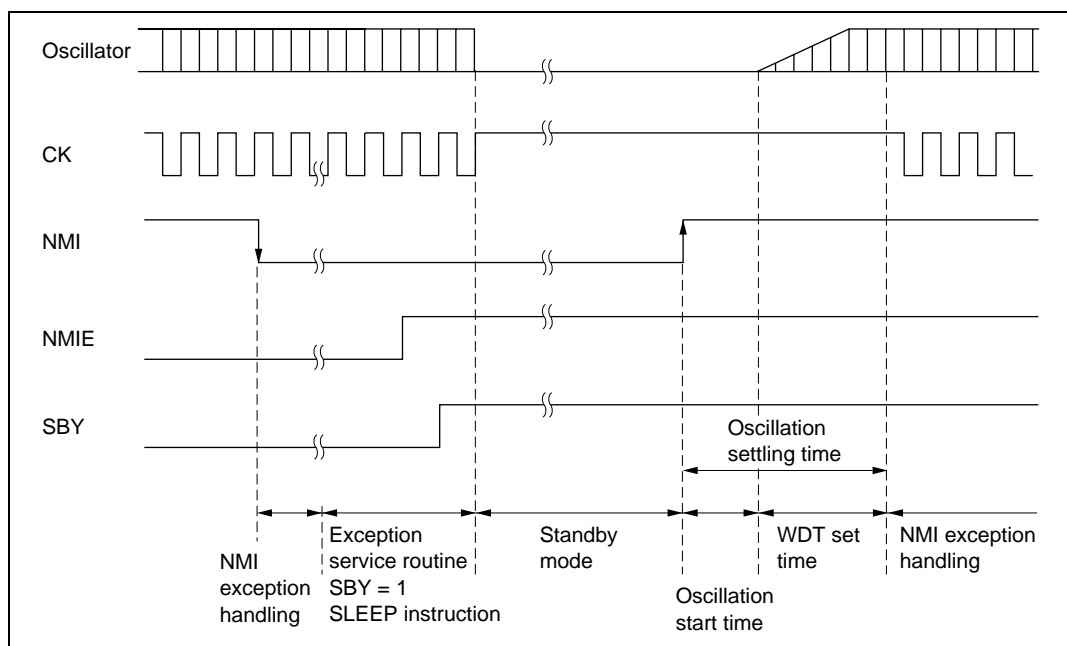 Oscillator
CK
NMI
NMIE
SBY
Oscillation
settling time
NMI
exception
handling
Exception
service routine
SBY = 1
SLEEP instruction
Standby
mode
Oscillation
start time
WDT set
time
NMI exception
handling